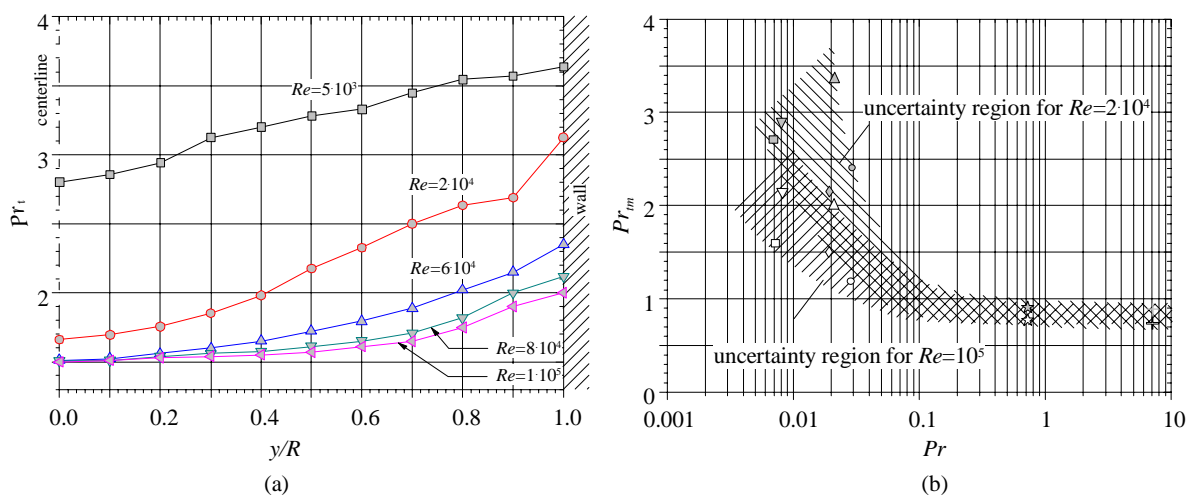 4
3
2
Pr t
centerline
Re=5·10³
Re=2·10⁴
Re=6·10⁴
Re=8·10⁴
Re=1·10⁵
wall
0.0 0.2 0.4 0.6 0.8 1.0
y/R
(a)
4
3
2
1
0
Pr tm
uncertainty region for Re=2·10⁴
uncertainty region for Re=10⁵
0.001 0.01 0.1 1 10
Pr
(b)